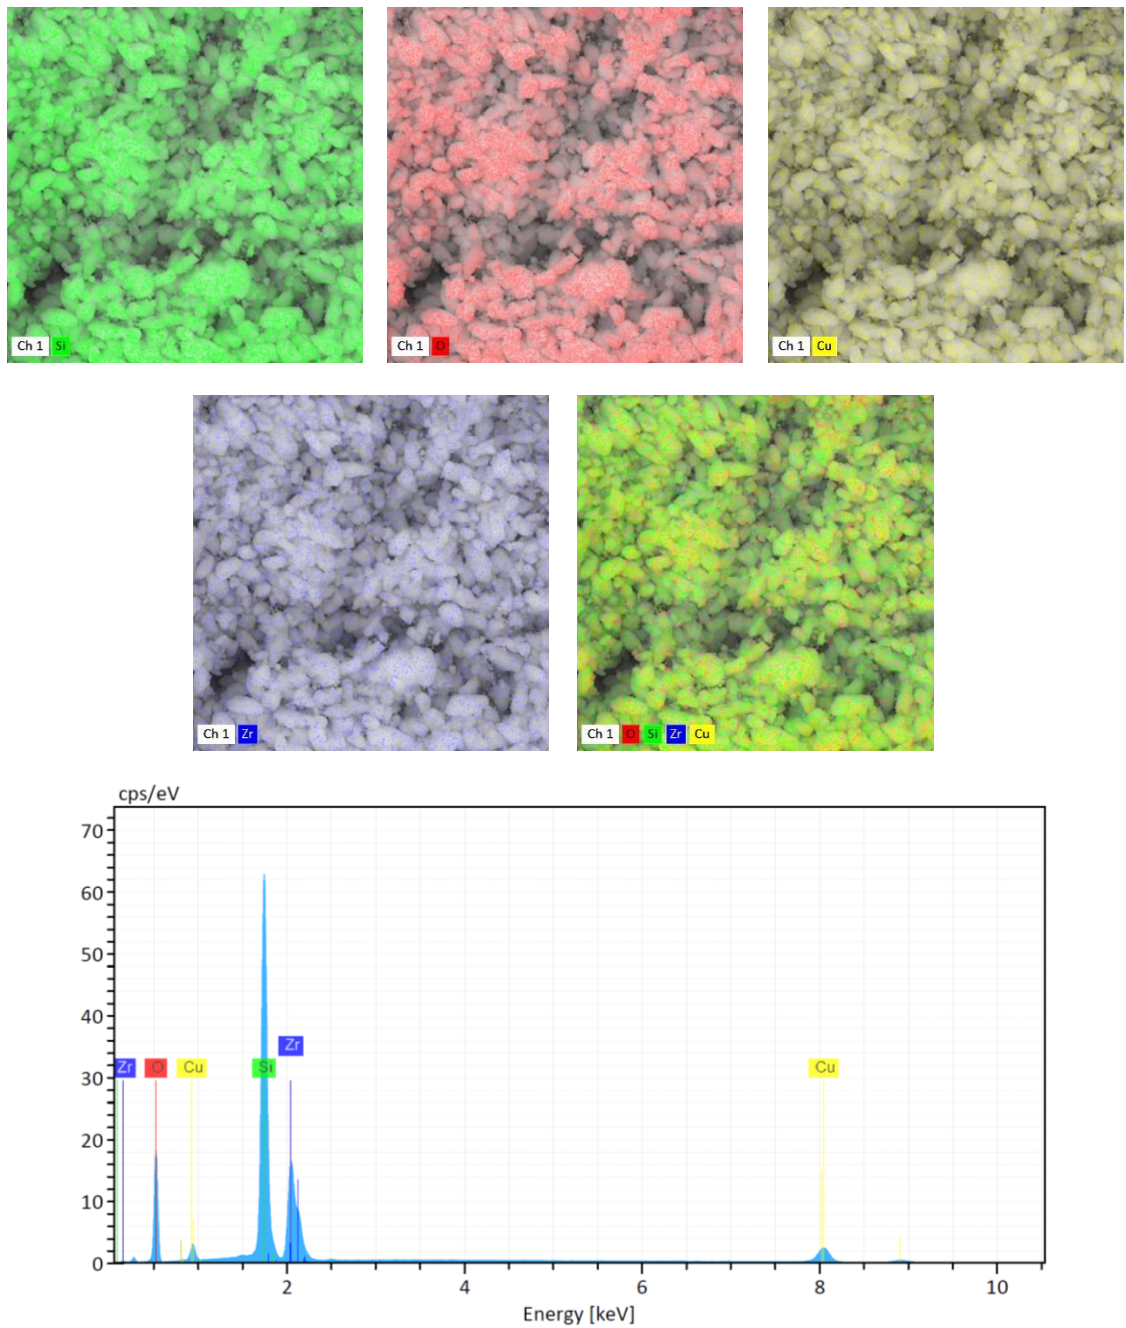 Ch 1 Si
Ch 1 O
Ch 1 Cu
Ch 1 Zr
Ch 1 O Si Zr Cu
cps/eV
70
60
50
40
Zr
Zr O Cu Si Cu
30
20
10
0
2 4 6 8 10
Energy [keV]